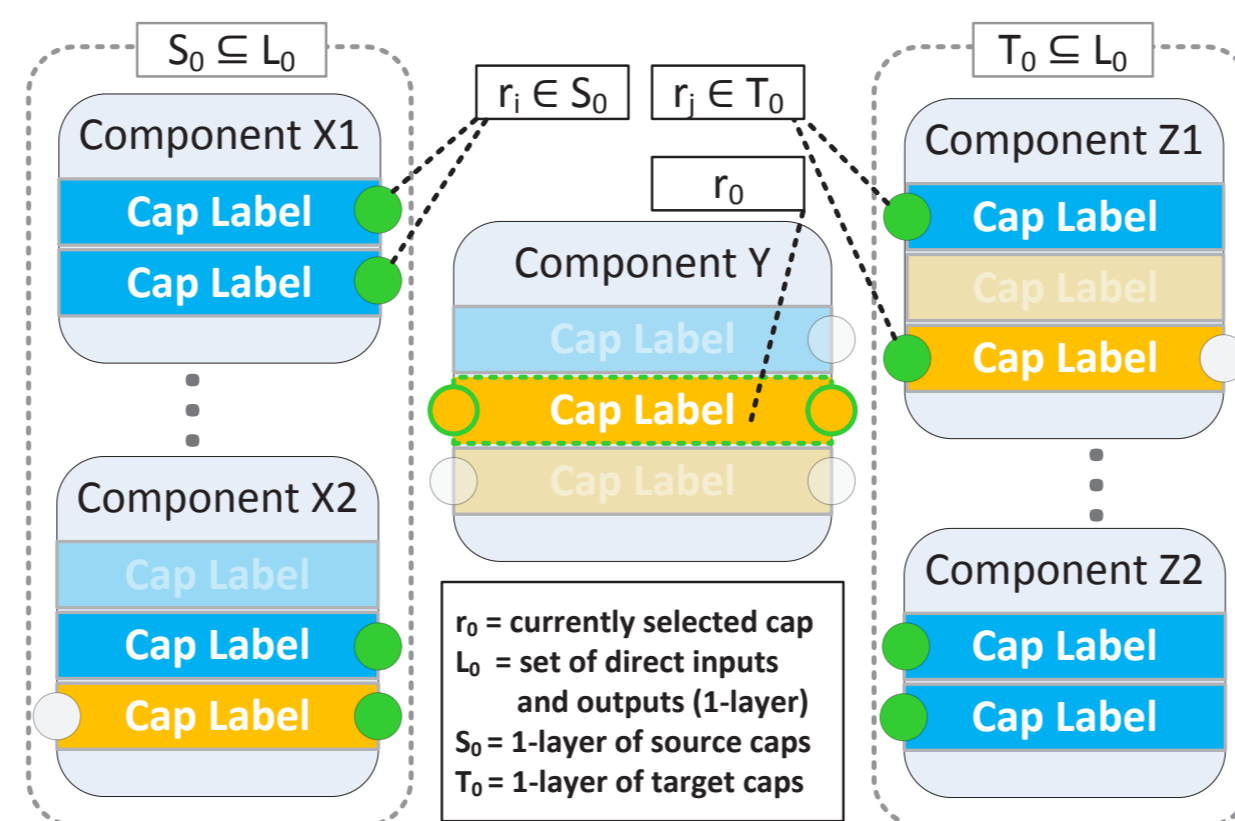 S₀ ⊆ L₀
Component X1
Cap Label
Cap Label
Component X2
Cap Label
Cap Label
Cap Label
rᵢ ∈ S₀
rⱼ ∈ T₀
r₀
Component Y
Cap Label
Cap Label
Cap Label
r₀ = currently selected cap
L₀ = set of direct inputs
and outputs (1-layer)
S₀ = 1-layer of source caps
T₀ = 1-layer of target caps
T₀ ⊆ L₀
Component Z1
Cap Label
Cap Label
Cap Label
Component Z2
Cap Label
Cap Label